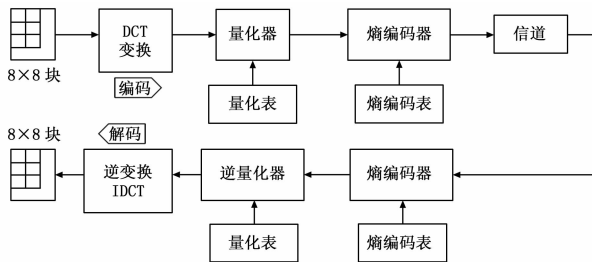 8×8 块
DCT
变换
量化器
熵编码器
信道
编码
量化表
熵编码表
8×8 块
解码
逆变换
IDCT
逆量化器
熵编码器
量化表
熵编码表